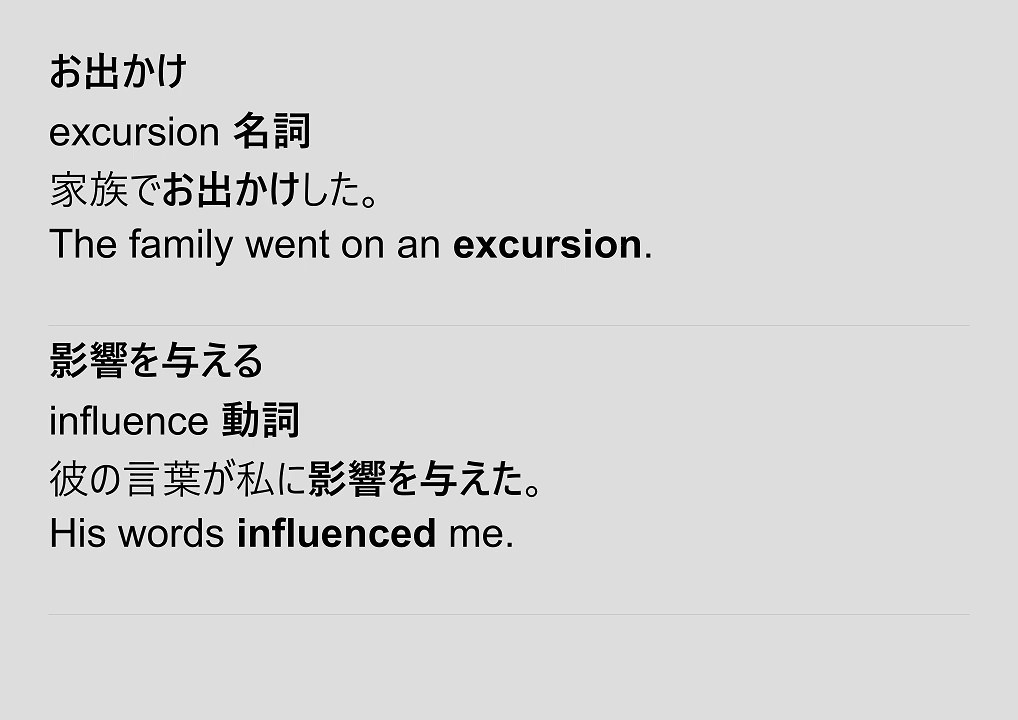 お出かけ
excursion 名詞
家族でお出かけした。
The family went on an excursion.
影響を与える
influence 動詞
彼の言葉が私に影響を与えた。
His words influenced me.